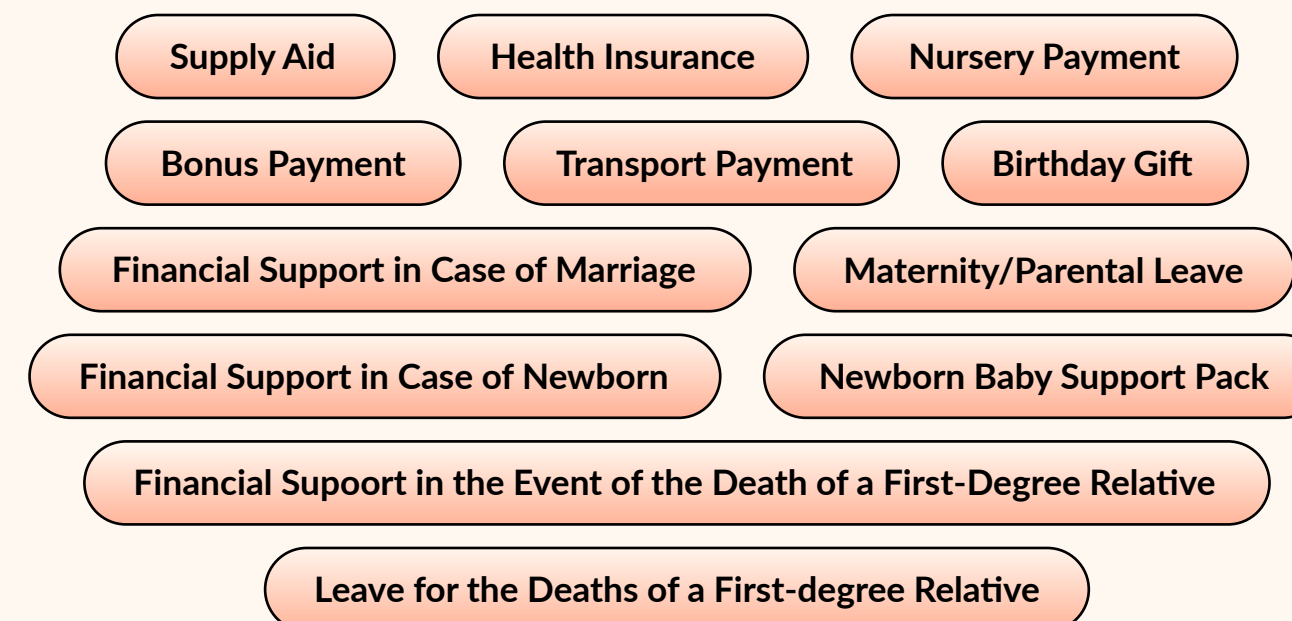 Supply Aid
Health Insurance
Nursery Payment
Bonus Payment
Transport Payment
Birthday Gift
Financial Support in Case of Marriage
Maternity/Parental Leave
Financial Support in Case of Newborn
Newborn Baby Support Pack
Financial Supoort in the Event of the Death of a First-Degree Relative
Leave for the Deaths of a First-degree Relative